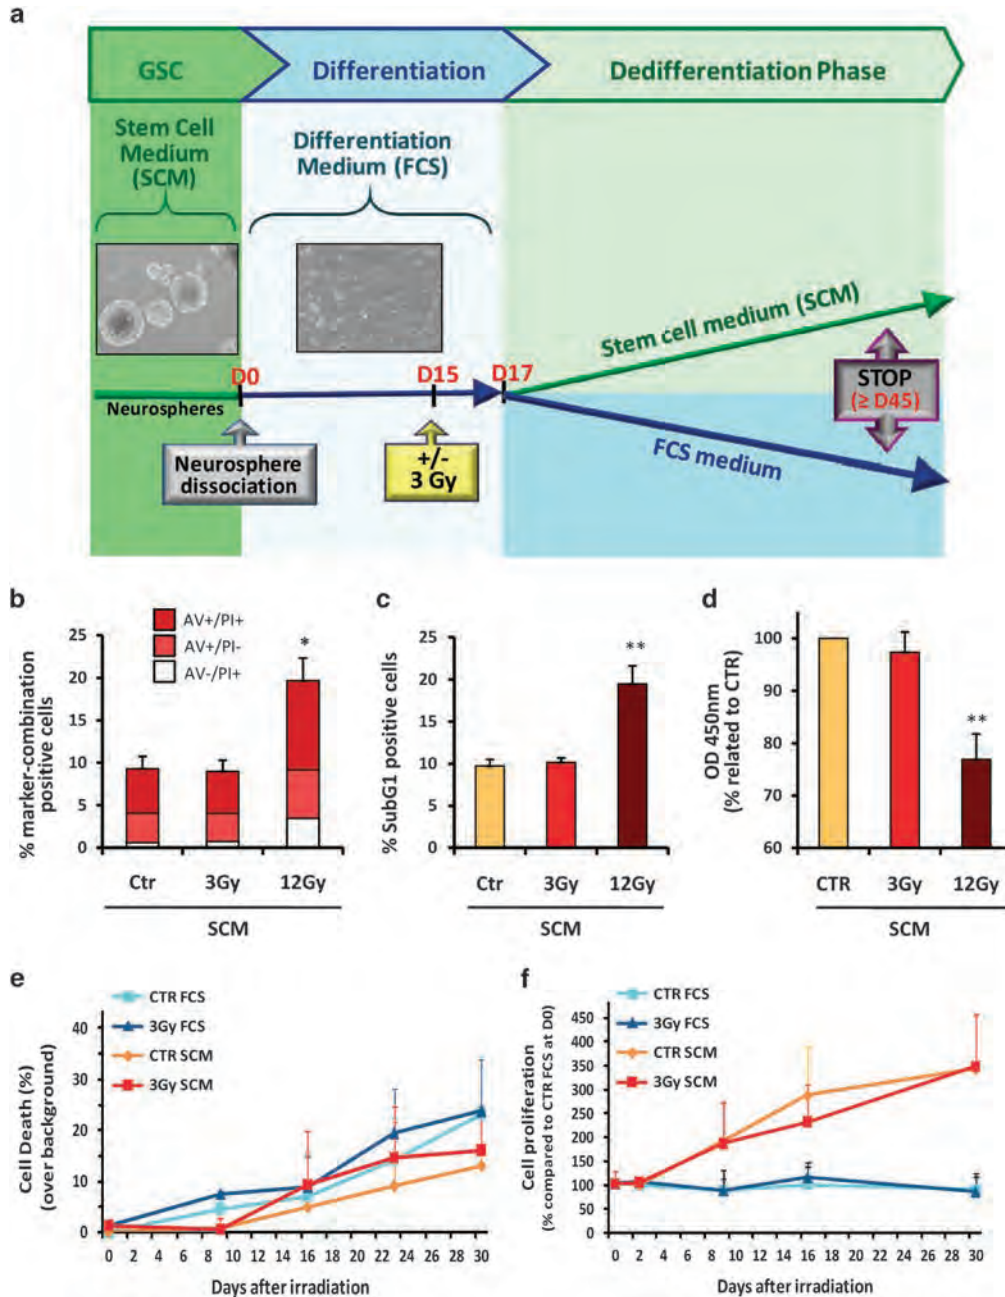 a
GSC
Differentiation
Dedifferentiation Phase
Stem Cell
Medium
(SCM)
Differentiation
Medium (FCS)
Stem cell medium (SCM)
D0
D15
D17
Neurospheres
STOP
(≥ D45)
Neurosphere
dissociation
+/-
3 Gy
FCS medium
b
AV+/PI+
AV+/PI-
AV-/PI+
% marker-combination
positive cells
25
20
15
10
5
0
*
Ctr
3Gy
12Gy
SCM
c
% SubG1 positive cells
25
20
15
10
5
0
**
Ctr
3Gy
12Gy
SCM
d
OD 450nm
(% related to CTR)
100
90
80
70
60
**
CTR
3Gy
12Gy
SCM
e
CTR FCS
3Gy FCS
CTR SCM
3Gy SCM
Cell Death (%)
(over background)
40
30
20
10
0
0 2 4 6 8 10 12 14 16 18 20 22 24 26 28 30
Days after irradiation
f
CTR FCS
3Gy FCS
CTR SCM
3Gy SCM
Cell proliferation
(% compared to CTR FCS at D0)
450
400
350
300
250
200
150
100
50
0
0 2 4 6 8 10 12 14 16 18 20 22 24 26 28 30
Days after irradiation